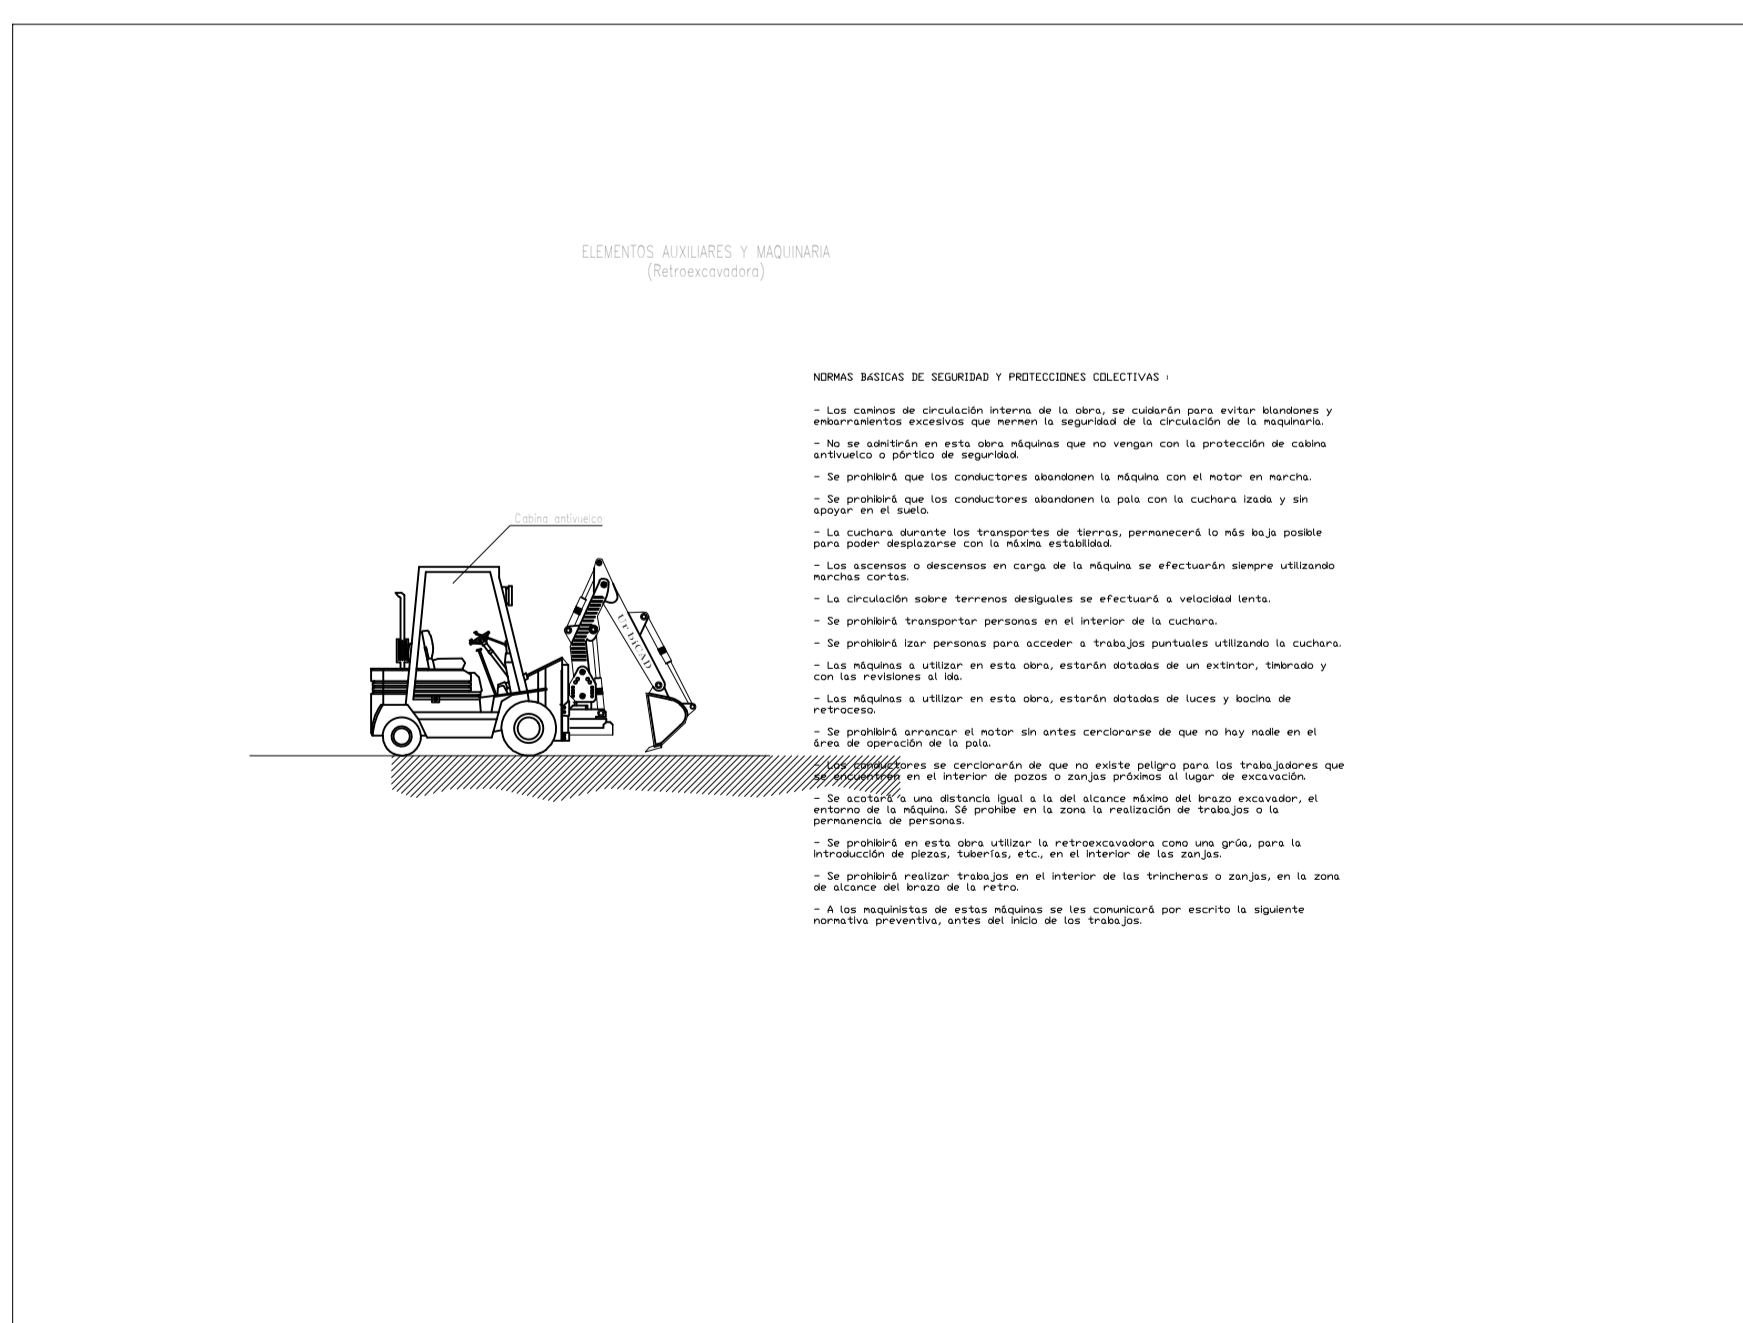 ELEMENTOS AUXILIARES Y MAQUINARIA
(Retroexcavadora)
NORMAS BÁSICAS DE SEGURIDAD Y PROTECCIONES COLECTIVAS :
- Los caminos de circulación interna de la obra, se cuidarán para evitar blandones y
embarramientos excesivos que mermen la seguridad de la circulación de la maquinaria.
- No se admitirán en esta obra máquinas que no vengan con la protección de cabina
antivuelco o pórtico de seguridad.
- Se prohibirá que los conductores abandonen la máquina con el motor en marcha.
- Se prohibirá que los conductores abandonen la pala con la cuchara izada y sin
apoyar en el suelo.
- La cuchara durante los transportes de tierras, permanecerá lo más baja posible
para poder desplazarse con la máxima estabilidad.
- Los ascensos o descensos en carga de la máquina se efectuarán siempre utilizando
marchas cortas.
- La circulación sobre terrenos desiguales se efectuará a velocidad lenta.
- Se prohibirá transportar personas en el interior de la cuchara.
- Se prohibirá izar personas para acceder a trabajos puntuales utilizando la cuchara.
- Las máquinas a utilizar en esta obra, estarán dotadas de un extintor, timbrado y
con las revisiones al ida.
- Las máquinas a utilizar en esta obra, estarán dotadas de luces y bocina de
retroceso.
- Se prohibirá arrancar el motor sin antes cerciorarse de que no hay nadie en el
área de operación de la pala.
- Los conductores se cerciorarán de que no existe peligro para los trabajadores que
se encuentren en el interior de pozos o zanjas próximos al lugar de excavación.
- Se acotará a una distancia igual a la del alcance máximo del brazo excavador, el
entorno de la máquina. Sé prohibe en la zona la realización de trabajos o la
permanencia de personas.
- Se prohibirá en esta obra utilizar la retroexcavadora como una grúa, para la
introducción de piezas, tuberías, etc., en el interior de las zanjas.
- Se prohibirá realizar trabajos en el interior de las trincheras o zanjas, en la zona
de alcance del brazo de la retro.
- A los maquinistas de estas máquinas se les comunicará por escrito la siguiente
normativa preventiva, antes del inicio de los trabajos.
Cabina antivuelco
UrbiCAD